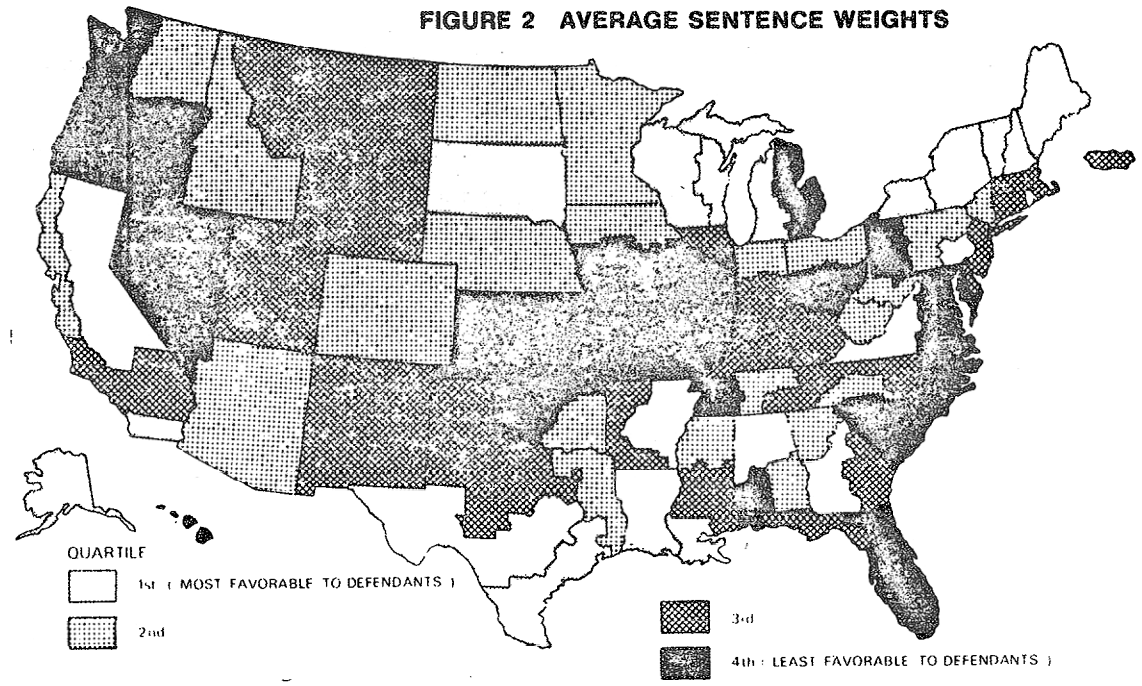 FIGURE 2 AVERAGE SENTENCE WEIGHTS
QUARTILE
1st ( MOST FAVORABLE TO DEFENDANTS )
2nd
3rd
4th ( LEAST FAVORABLE TO DEFENDANTS )